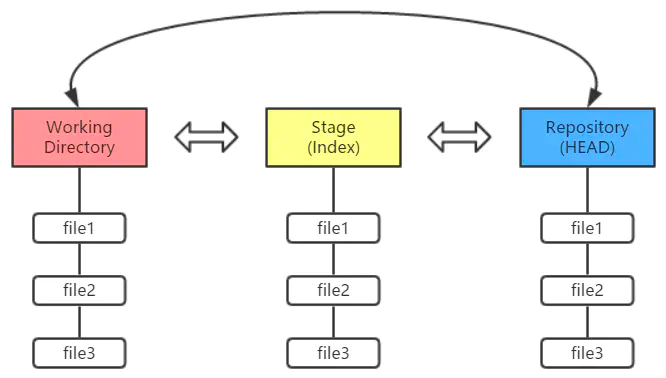 Working
Directory
Stage
(Index)
Repository
(HEAD)
file1
file1
file1
file2
file2
file2
file3
file3
file3